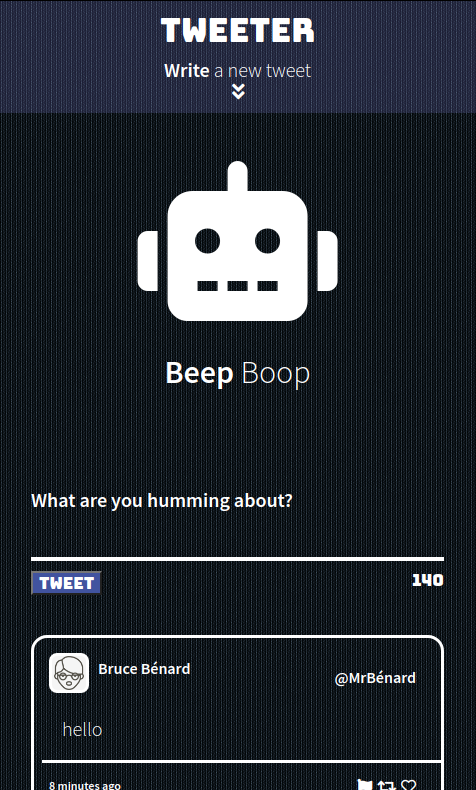 TWEETER
Write a new tweet
Beep Boop
What are you humming about?
TWEET 140
Bruce Bénard @MrBénard
hello
8 minutes ago